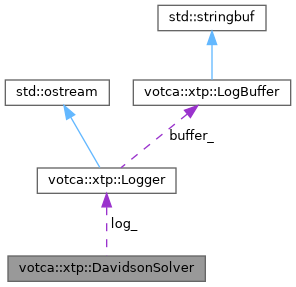 std::stringbuf
std::ostream
votca::xtp::LogBuffer
buffer_
votca::xtp::Logger
log_
votca::xtp::DavidsonSolver